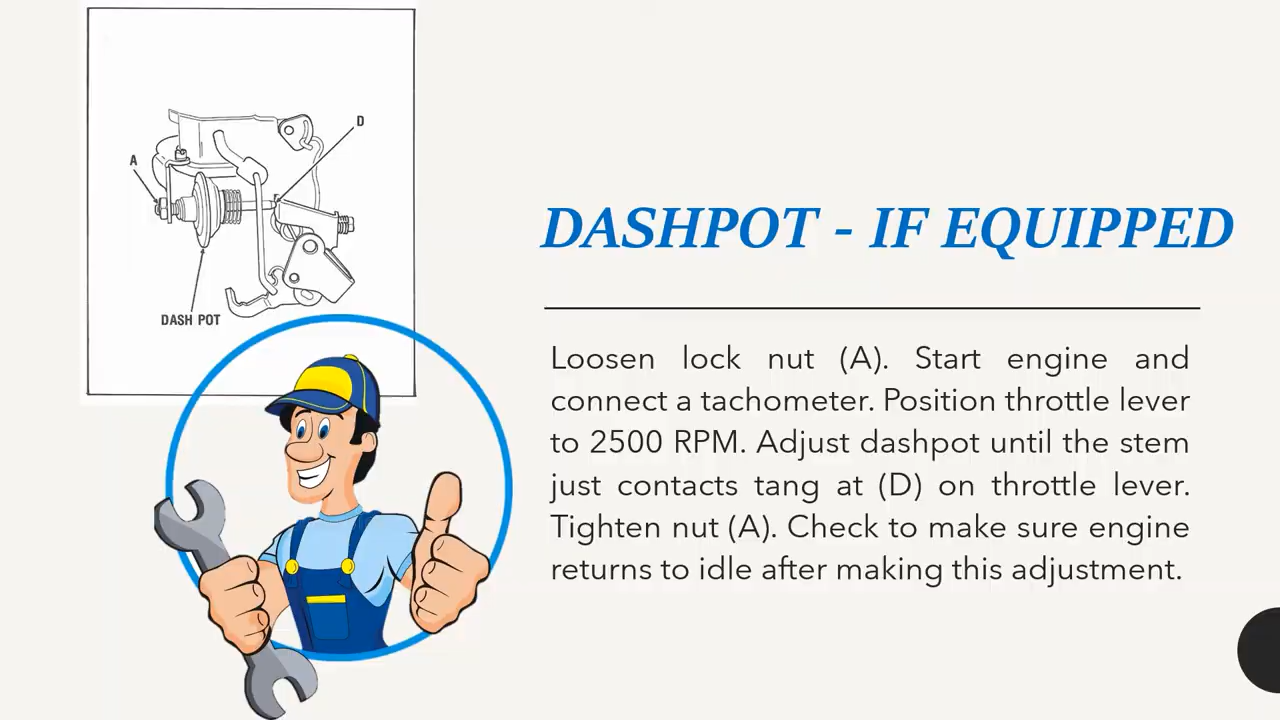 D
A
DASH POT
DASHPOT - IF EQUIPPED
Loosen lock nut (A). Start engine and
connect a tachometer. Position throttle lever
to 2500 RPM. Adjust dashpot until the stem
just contacts tang at (D) on throttle lever.
Tighten nut (A). Check to make sure engine
returns to idle after making this adjustment.